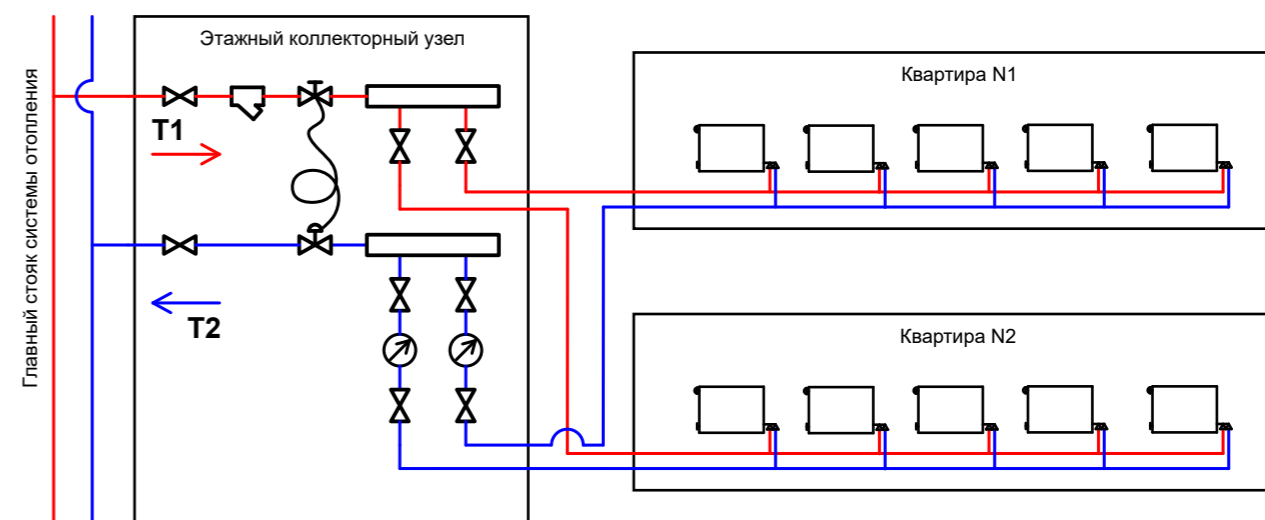 Главный стояк системы отопления
Этажный коллекторный узел
T1
T2
Квартира N1
Квартира N2